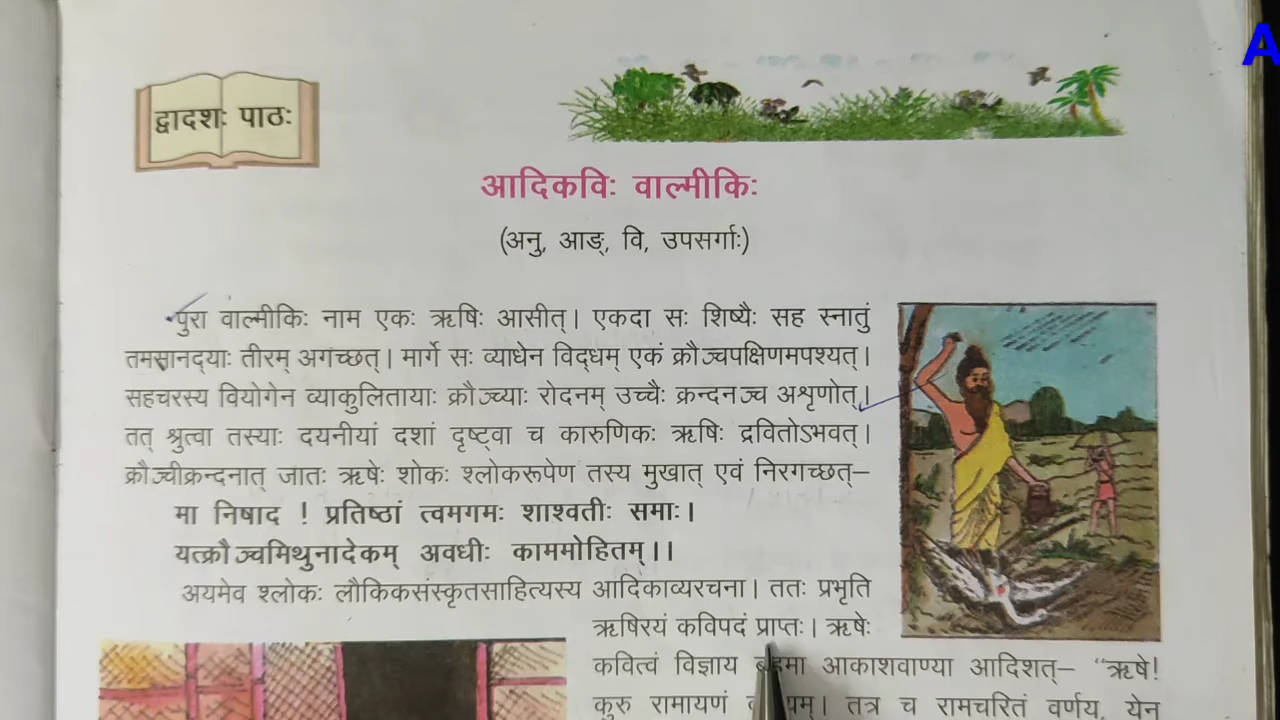 A
द्वादशः पाठः
आदिकविः वाल्मीकिः
(अनु, आङ्, वि, उपसर्गाः)
पुरा वाल्मीकिः नाम एकः ऋषिः आसीत्। एकदा सः शिष्यैः सह स्नातुं
तमसानद्याः तीरम् अगच्छत्। मार्गे सः व्याधेन विद्धम् एकं क्रौञ्चपक्षिणमपश्यत्।
सहचरस्य वियोगेन व्याकुलितायाः क्रौञ्च्याः रोदनम् उच्चैः क्रन्दनञ्च अशृणोत्।
तत् श्रुत्वा तस्याः दयनीयां दशां दृष्ट्वा च कारुणिकः ऋषिः द्रवितोऽभवत्।
क्रौञ्चीक्रन्दनात् जातः ऋषेः शोकः श्लोकरूपेण तस्य मुखात् एवं निरगच्छत्–
मा निषाद ! प्रतिष्ठां त्वमगमः शाश्वतीः समाः।
यत्क्रौञ्चमिथुनादेकम् अवधीः काममोहितम्।।
अयमेव श्लोकः लौकिकसंस्कृतसाहित्यस्य आदिकाव्यरचना। ततः प्रभृति
ऋषिरयं कविपदं प्राप्तः। ऋषेः
कवित्वं विज्ञाय आकाशवाण्या आदिशत्– “ऋषे!
कुरु रामायणं तत्र च रामचरितं वर्णय, येन